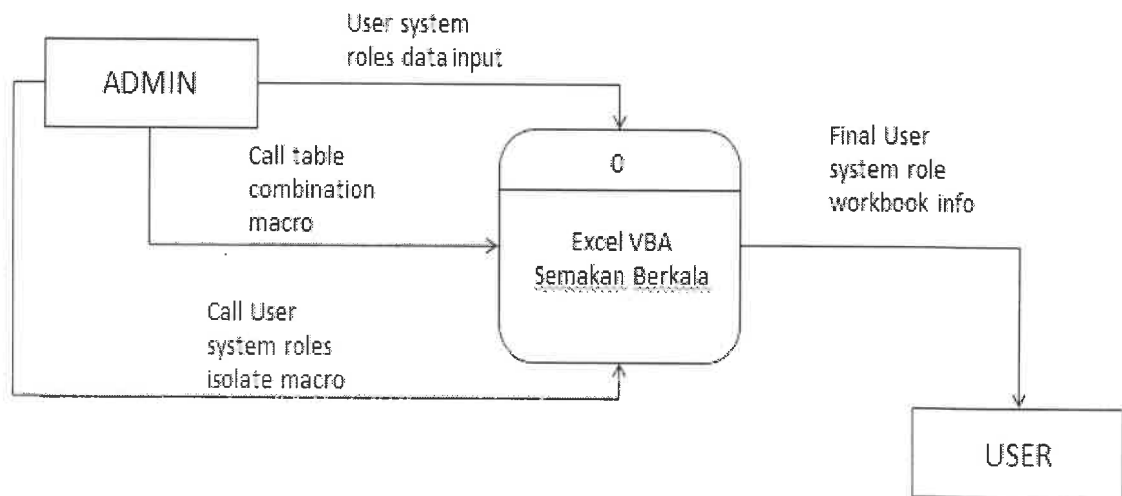 User system
roles data input
ADMIN
Call table
combination
macro
0
Excel VBA
Semakan Berkala
Final User
system role
workbook info
Call User
system roles
isolate macro
USER